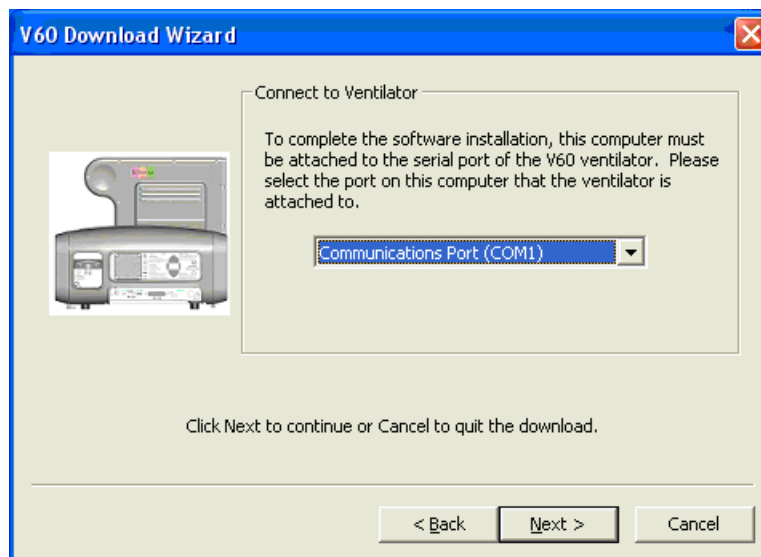 V60 Download Wizard
Connect to Ventilator
To complete the software installation, this computer must
be attached to the serial port of the V60 ventilator.  Please
select the port on this computer that the ventilator is
attached to.
Communications Port (COM1)
Click Next to continue or Cancel to quit the download.
< Back
Next >
Cancel